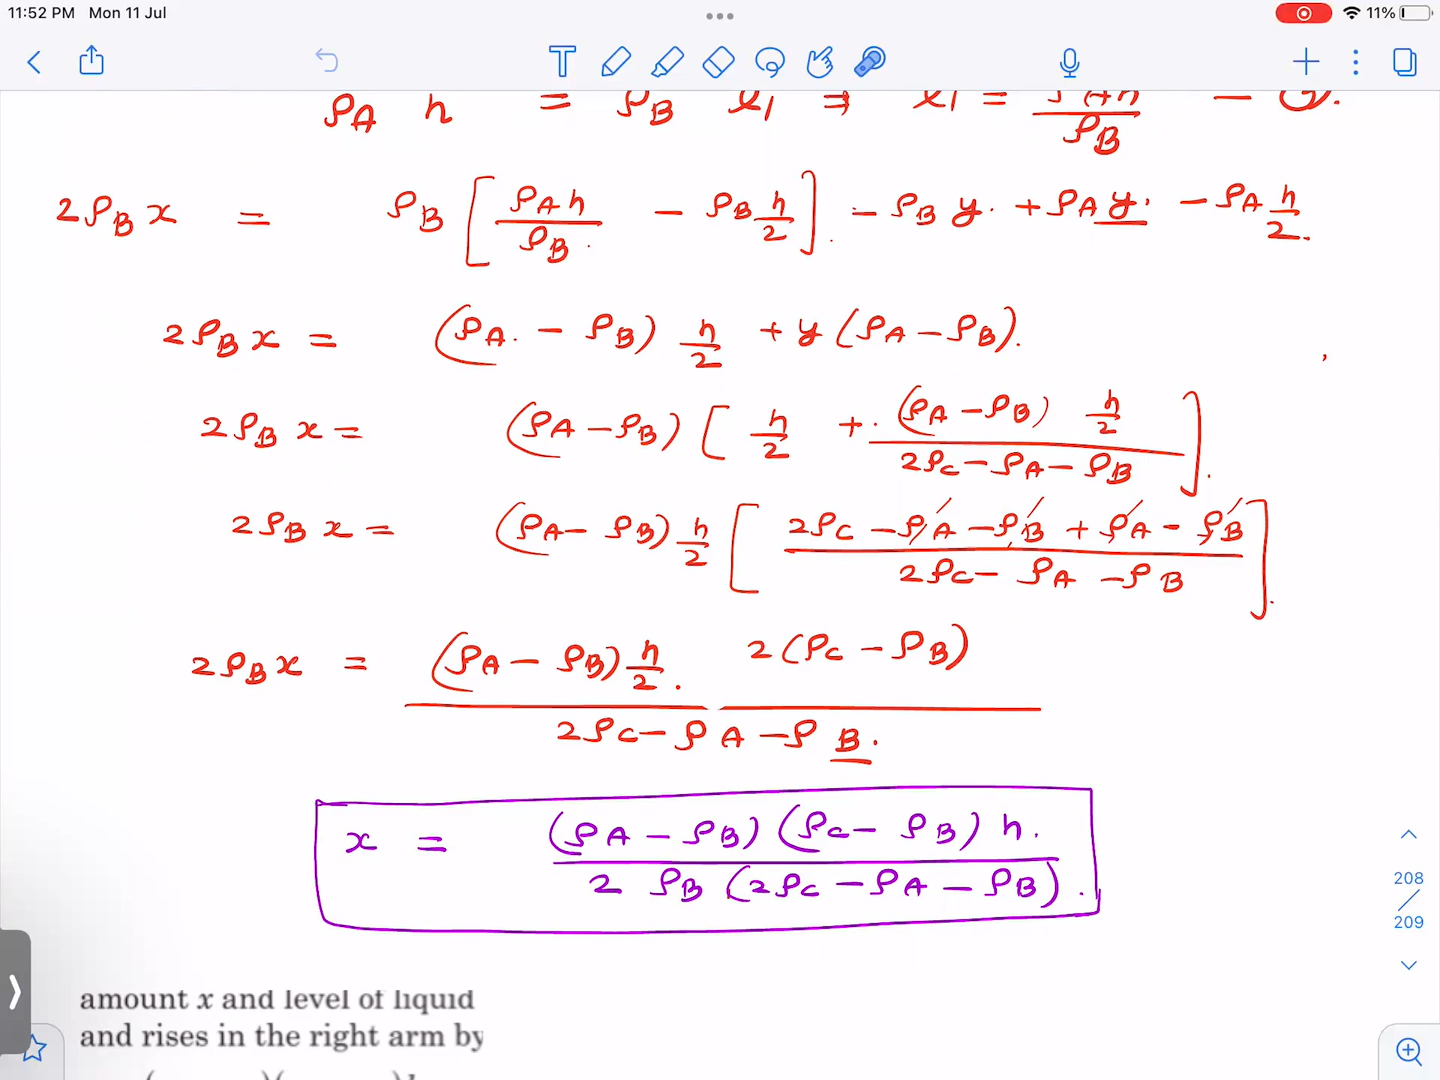 11:52 PM Mon 11 Jul
11%
ρA h = ρB x1 ⇒ x1 = ρAh/ρB –
2ρB x = ρB [ρA h/ρB. – ρB h/2]. – ρB y. + ρA y. – ρA h/2.
2ρB x = (ρA. – ρB) h/2 + y (ρA – ρB).
2ρB x = (ρA – ρB) [h/2 + (ρA – ρB) h/2 / 2ρC – ρA – ρB].
2ρB x = (ρA – ρB) h/2 [2ρC – ρA – ρB + ρA – ρB / 2ρC – ρA – ρB].
2ρB x = (ρA – ρB) h/2. 2(ρC – ρB) / 2ρC – ρA – ρB.
x = (ρA – ρB) (ρC – ρB) h. / 2 ρB (2ρC – ρA – ρB).
208
209
amount x and level of liquid
and rises in the right arm by